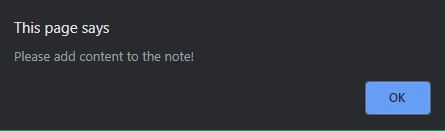 This page says
Please add content to the note!
OK